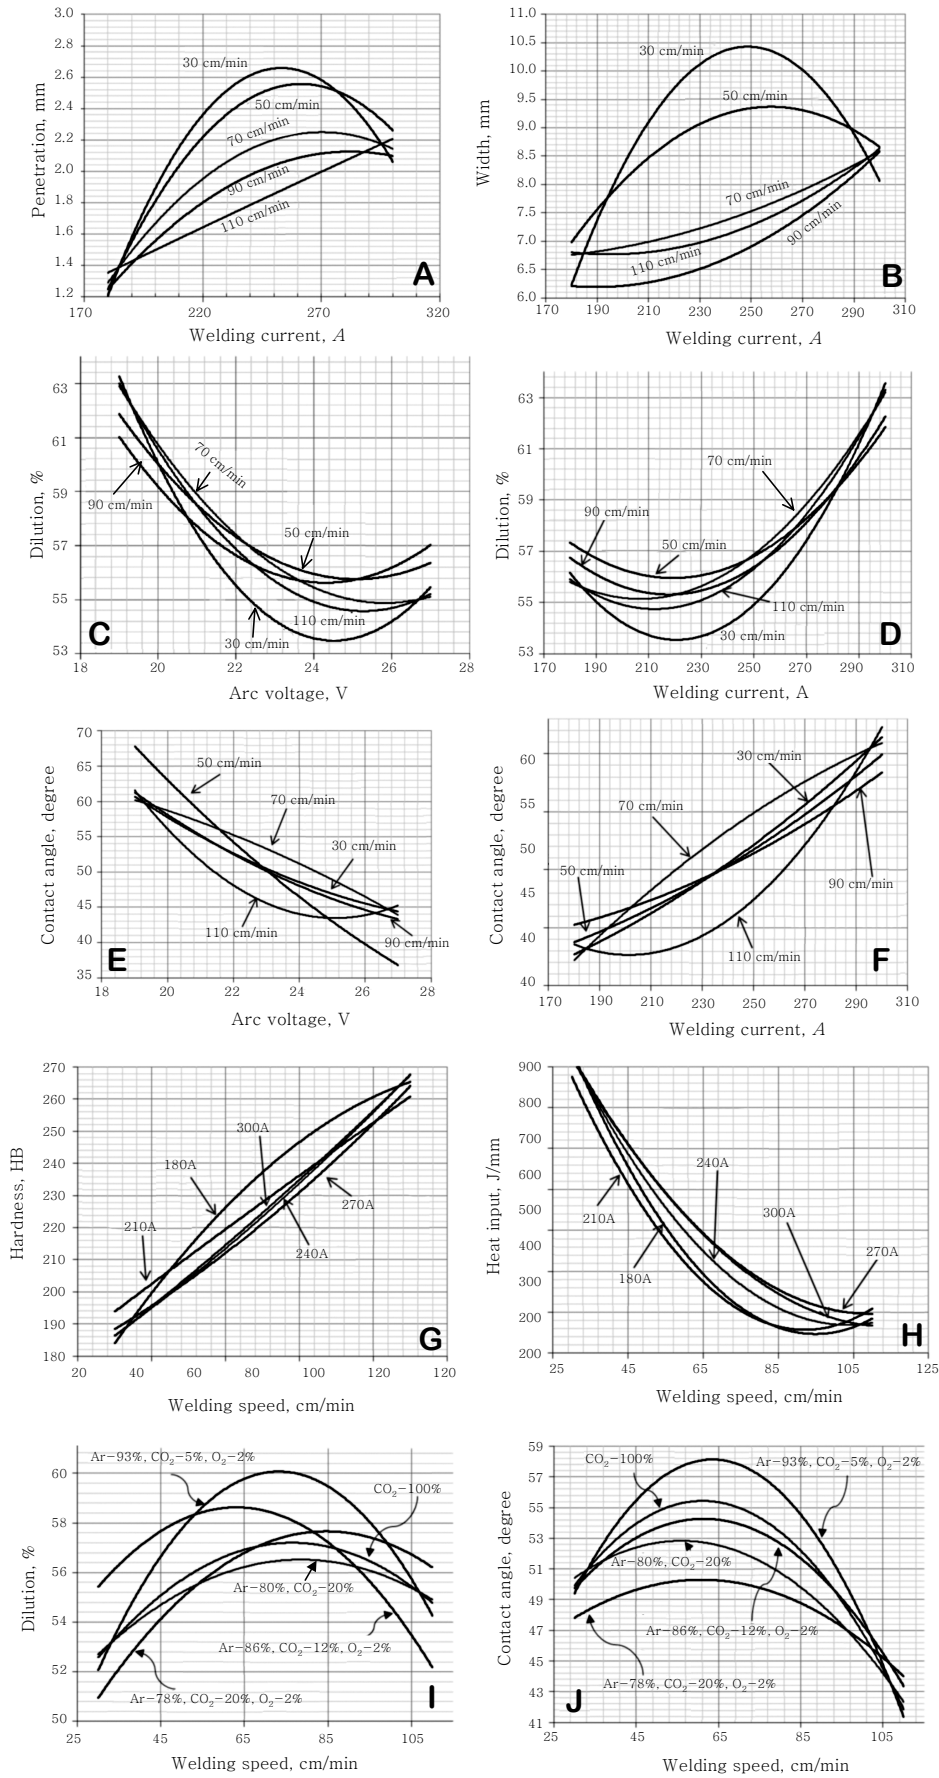 3.0
2.8
2.6
2.4
2.2
2.0
1.8
1.6
1.4
1.2
Penetration, mm
30 cm/min
50 cm/min
70 cm/min
90 cm/min
110 cm/min
A
170 220 270 320
Welding current, A
11.0
10.5
10.0
9.5
9.0
8.5
8.0
7.5
7.0
6.5
6.0
Width, mm
30 cm/min
50 cm/min
70 cm/min
110 cm/min
90 cm/min
B
170 190 210 230 250 270 290 310
Welding current, A
63
61
59
57
55
53
Dilution, %
70 cm/min
90 cm/min
50 cm/min
110 cm/min
30 cm/min
C
18 20 22 24 26 28
Arc voltage, V
63
61
59
57
55
53
Dilution, %
70 cm/min
90 cm/min
50 cm/min
110 cm/min
30 cm/min
D
170 190 210 230 250 270 290 310
Welding current, A
70
65
60
55
50
45
40
35
Contact angle, degree
50 cm/min
70 cm/min
30 cm/min
110 cm/min
90 cm/min
E
18 20 22 24 26 28
Arc voltage, V
60
55
50
45
40
40
Contact angle, degree
30 cm/min
70 cm/min
50 cm/min
90 cm/min
110 cm/min
F
170 190 210 230 250 270 290 310
Welding current, A
270
260
250
240
230
220
210
200
190
180
Hardness, HB
300A
180A
270A
210A
240A
G
20 40 60 80 100 120
Welding speed, cm/min
900
800
700
600
500
400
300
200
200
Heat input, J/mm
240A
210A
300A
180A
270A
H
25 45 65 85 105 125
Welding speed, cm/min
60
58
56
54
52
50
Dilution, %
Ar−93%, CO₂−5%, O₂−2%
CO₂−100%
Ar−80%, CO₂−20%
Ar−86%, CO₂−12%, O₂−2%
Ar−78%, CO₂−20%, O₂−2%
I
25 45 65 85 105
Welding speed, cm/min
59
57
55
53
51
49
47
45
43
41
Contact angle, degree
CO₂−100%
Ar−93%, CO₂−5%, O₂−2%
Ar−80%, CO₂−20%
Ar−86%, CO₂−12%, O₂−2%
Ar−78%, CO₂−20%, O₂−2%
J
25 45 65 85 105
Welding speed, cm/min